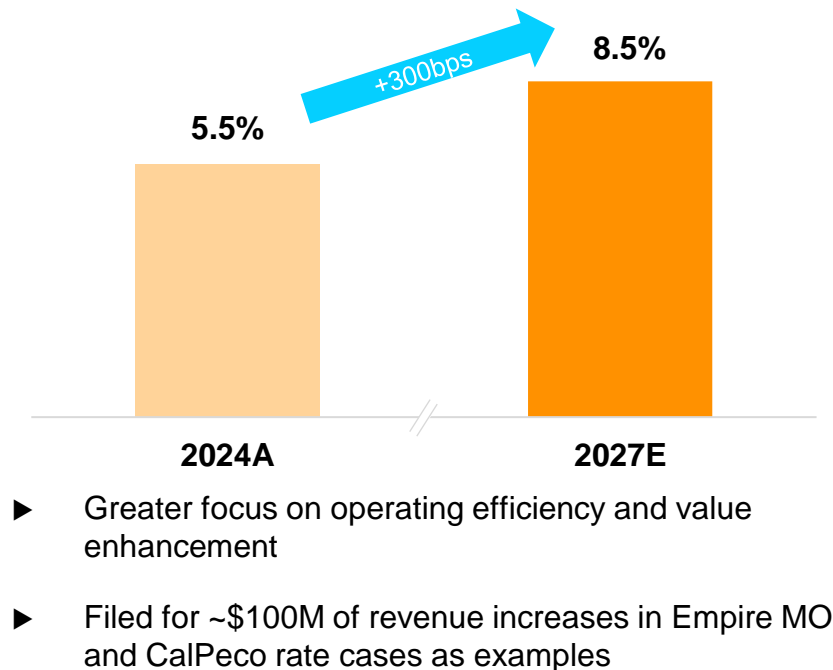 8.5%
+300bps
5.5%
2024A
2027E
▶ Greater focus on operating efficiency and value
enhancement
▶ Filed for ~$100M of revenue increases in Empire MO
and CalPeco rate cases as examples